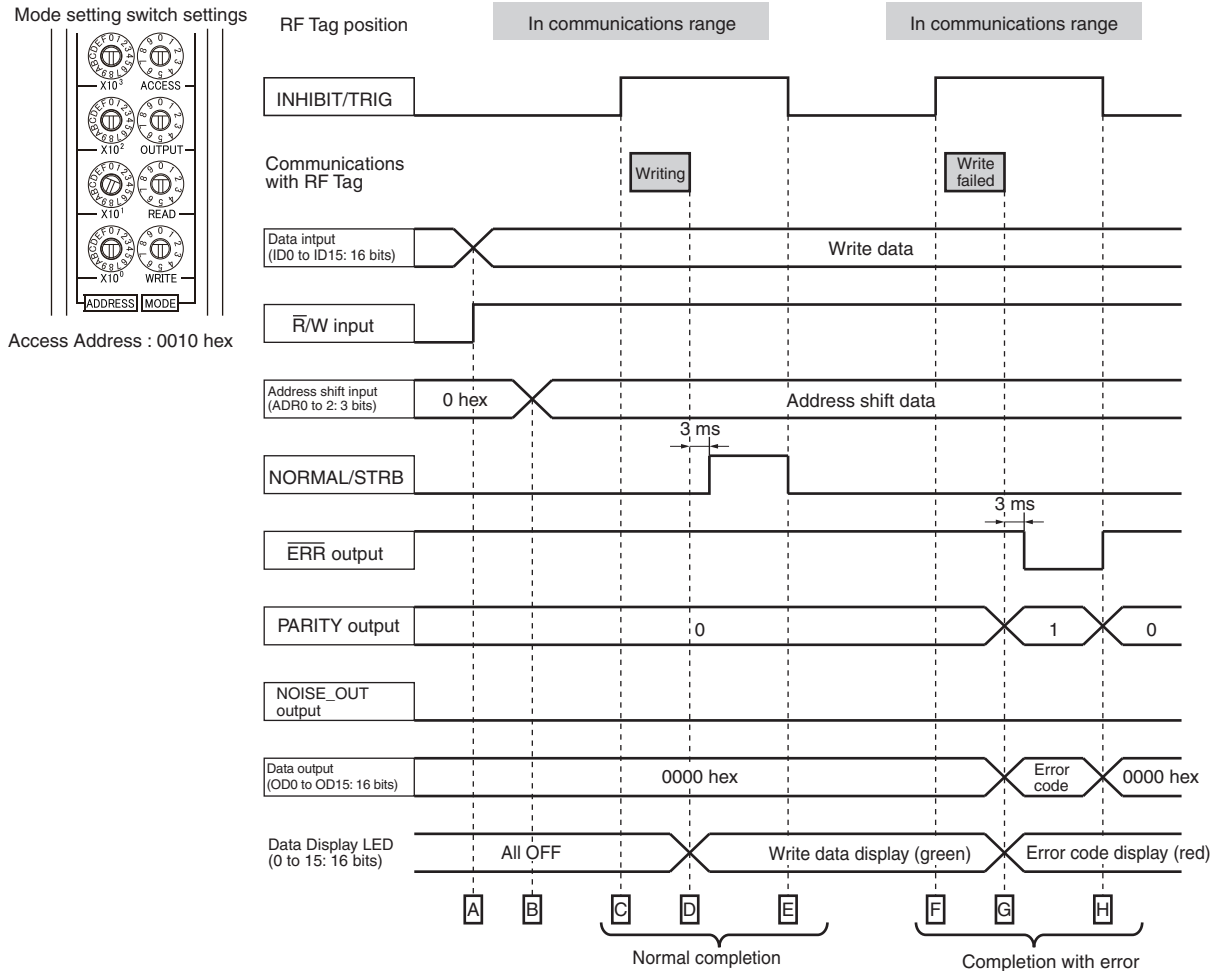 Mode setting switch settings
X10³ ACCESS
X10² OUTPUT
X10¹ READ
X10⁰ WRITE
ADDRESS MODE
Access Address : 0010 hex
RF Tag position
In communications range
In communications range
INHIBIT/TRIG
Communications
with RF Tag
Writing
Write
failed
Data intput
(ID0 to ID15: 16 bits)
Write data
R̅/W input
Address shift input
(ADR0 to 2: 3 bits)
0 hex
Address shift data
3 ms
NORMAL/STRB
3 ms
E̅R̅R̅ output
PARITY output
0
1
0
NOISE_OUT
output
Data output
(OD0 to OD15: 16 bits)
0000 hex
Error
code
0000 hex
Data Display LED
(0 to 15: 16 bits)
All OFF
Write data display (green)
Error code display (red)
A B C D E F G H
Normal completion
Completion with error